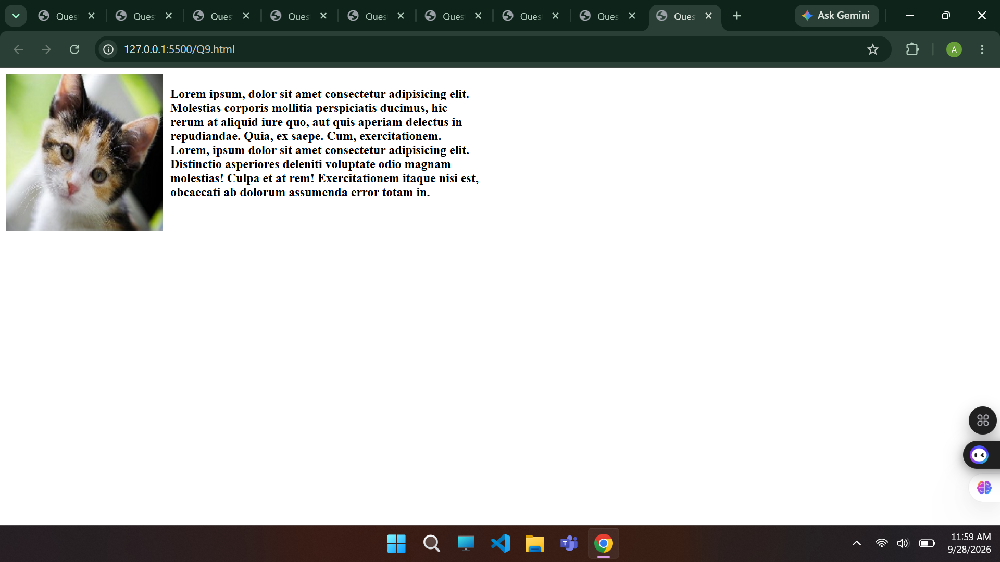 Ques
Ques
Ques
Ques
Ques
Ques
Ques
Ques
Ques
Ask Gemini
127.0.0.1:5500/Q9.html
A
Lorem ipsum, dolor sit amet consectetur adipisicing elit.
Molestias corporis mollitia perspiciatis ducimus, hic
rerum at aliquid iure quo, aut quis aperiam delectus in
repudiandae. Quia, ex saepe. Cum, exercitationem.
Lorem, ipsum dolor sit amet consectetur adipisicing elit.
Distinctio asperiores deleniti voluptate odio magnam
molestias! Culpa et at rem! Exercitationem itaque nisi est,
obcaecati ab dolorum assumenda error totam in.
T
11:59 AM
9/28/2026